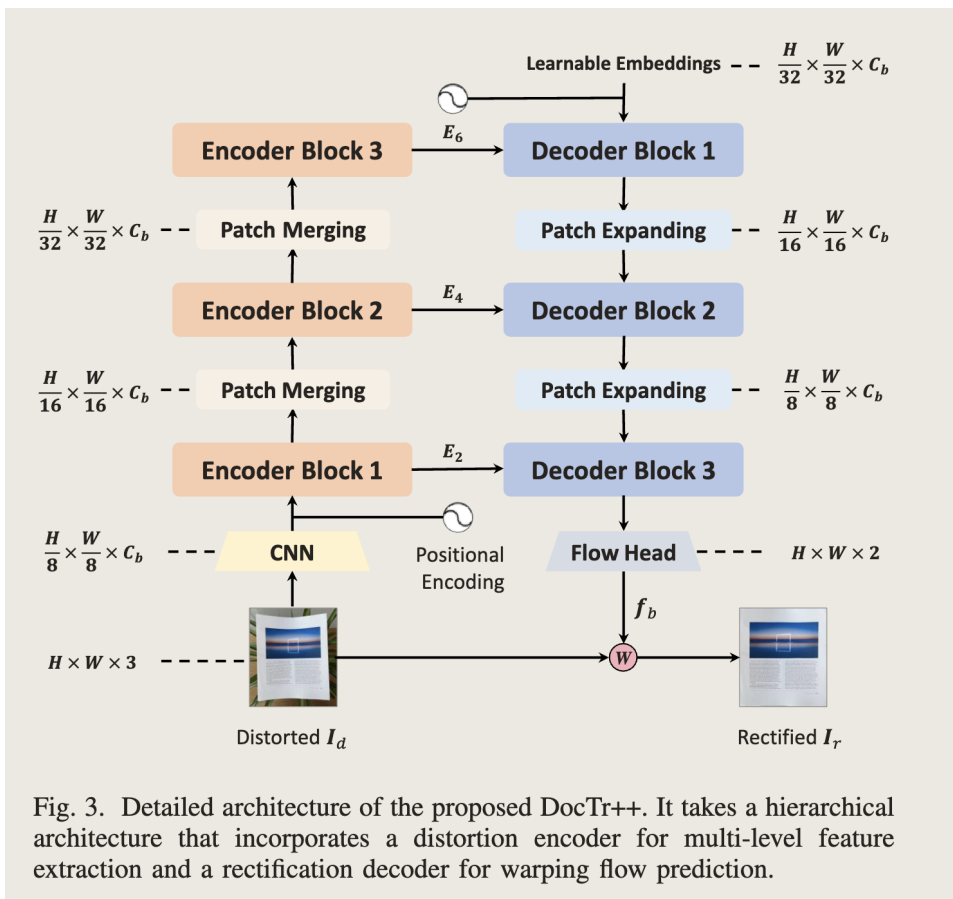 Learnable Embeddings
H/32 × W/32 × C_b
Encoder Block 3
E_6
Decoder Block 1
H/32 × W/32 × C_b
Patch Merging
Patch Expanding
H/16 × W/16 × C_b
Encoder Block 2
E_4
Decoder Block 2
H/16 × W/16 × C_b
Patch Merging
Patch Expanding
H/8 × W/8 × C_b
Encoder Block 1
E_2
Decoder Block 3
H/8 × W/8 × C_b
CNN
Positional
Encoding
Flow Head
H × W × 2
f_b
H × W × 3
W
Distorted I_d
Rectified I_r
Fig. 3. Detailed architecture of the proposed DocTr++. It takes a hierarchical
architecture that incorporates a distortion encoder for multi-level feature
extraction and a rectification decoder for warping flow prediction.